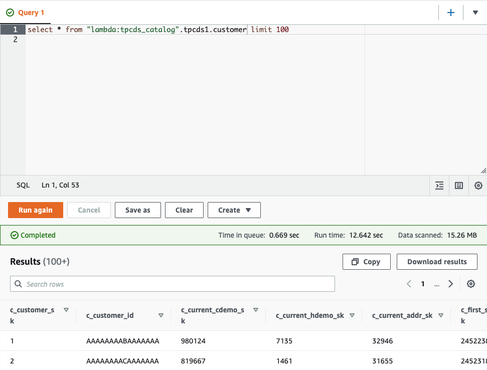 Query 1
1 select * from "lambda:tpcds_catalog".tpcds1.customer limit 100
2
SQL Ln 1, Col 53
Run again Cancel Save as Clear Create
Completed Time in queue: 0.669 sec Run time: 12.642 sec Data scanned: 15.26 MB
Results (100+) Copy Download results
Search rows 1 ...
c_customer_sk c_customer_id c_current_cdemo_sk c_current_hdemo_sk c_current_addr_sk c_first_s
1 AAAAAAAABAAAAAAA 980124 7135 32946 2452238
2 AAAAAAAACAAAAAAA 819667 1461 31655 2452318